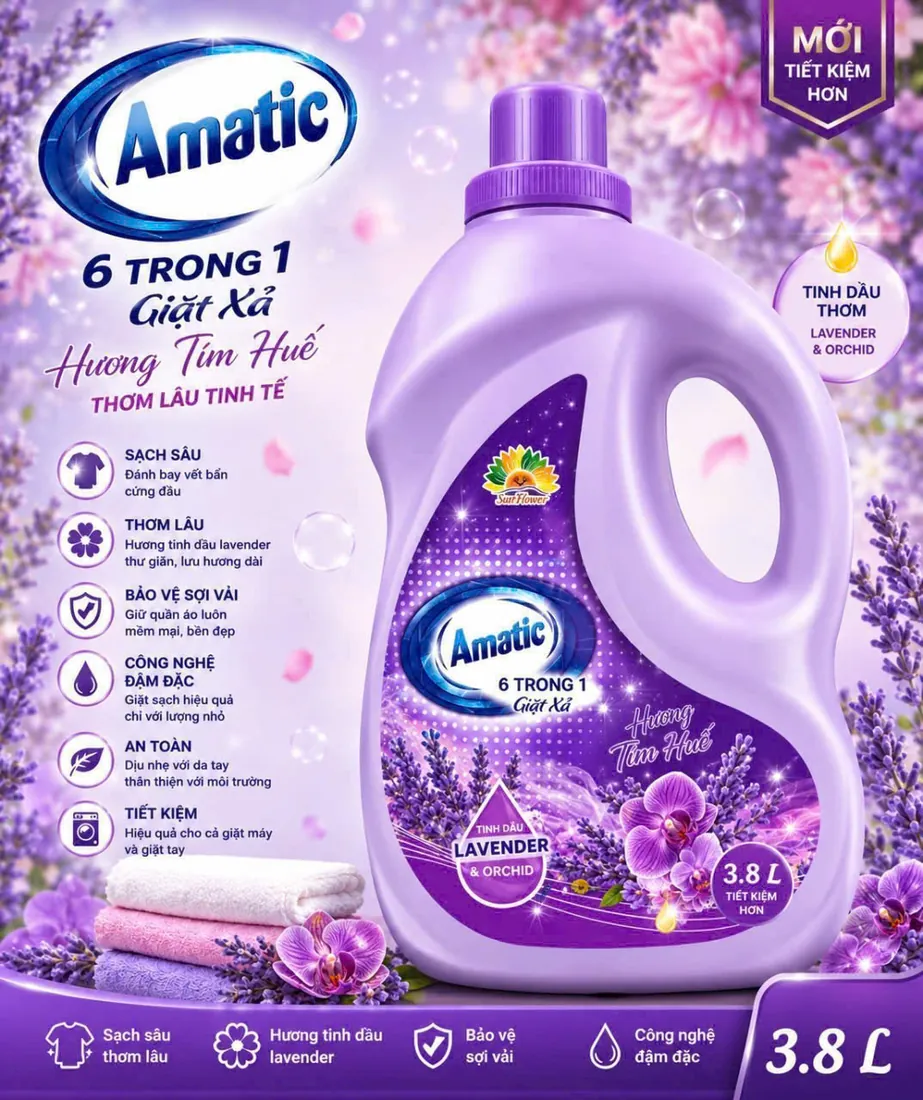 Amatic
6 TRONG 1
Giặt Xả
Hương Tím Huế
THƠM LÂU TINH TẾ
MỚI
TIẾT KIỆM
HƠN
TINH DẦU
THƠM
LAVENDER
& ORCHID
SẠCH SÂU
Đánh bay vết bẩn
cứng đầu
THƠM LÂU
Hương tinh dầu lavender
thư giãn, lưu hương dài
BẢO VỆ SỢI VẢI
Giữ quần áo luôn
mềm mại, bền đẹp
CÔNG NGHỆ
ĐẬM ĐẶC
Giặt sạch hiệu quả
chỉ với lượng nhỏ
AN TOÀN
Dịu nhẹ với da tay
thân thiện với môi trường
TIẾT KIỆM
Hiệu quả cho cả giặt máy
và giặt tay
Sun Flower
Amatic
6 TRONG 1
Giặt Xả
Hương
Tím Huế
TINH DẦU
LAVENDER
& ORCHID
3.8 L
TIẾT KIỆM
HƠN
Sạch sâu
thơm lâu
Hương tinh dầu
lavender
Bảo vệ
sợi vải
Công nghệ
đậm đặc
3.8 L